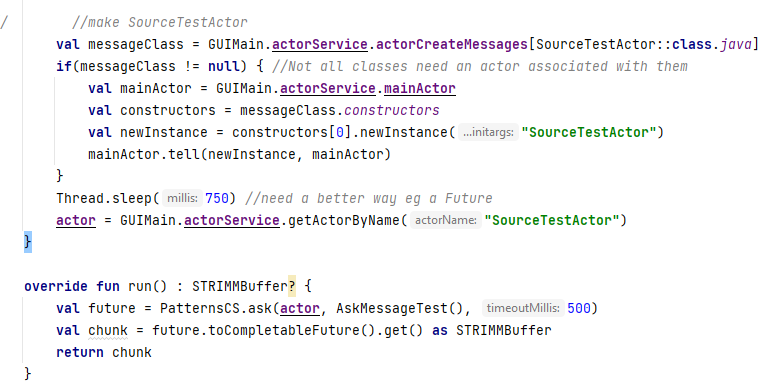 /        //make SourceTestActor
val messageClass = GUIMain.actorService.actorCreateMessages[SourceTestActor::class.java]
if(messageClass != null) { //Not all classes need an actor associated with them
    val mainActor = GUIMain.actorService.mainActor
    val constructors = messageClass.constructors
    val newInstance = constructors[0].newInstance( ...initargs: "SourceTestActor")
    mainActor.tell(newInstance, mainActor)
}
Thread.sleep( millis: 750) //need a better way eg a Future
actor = GUIMain.actorService.getActorByName( actorName: "SourceTestActor")
}
override fun run() : STRIMMBuffer? {
    val future = PatternsCS.ask(actor, AskMessageTest(), timeoutMillis: 500)
    val chunk = future.toCompletableFuture().get() as STRIMMBuffer
    return chunk
}